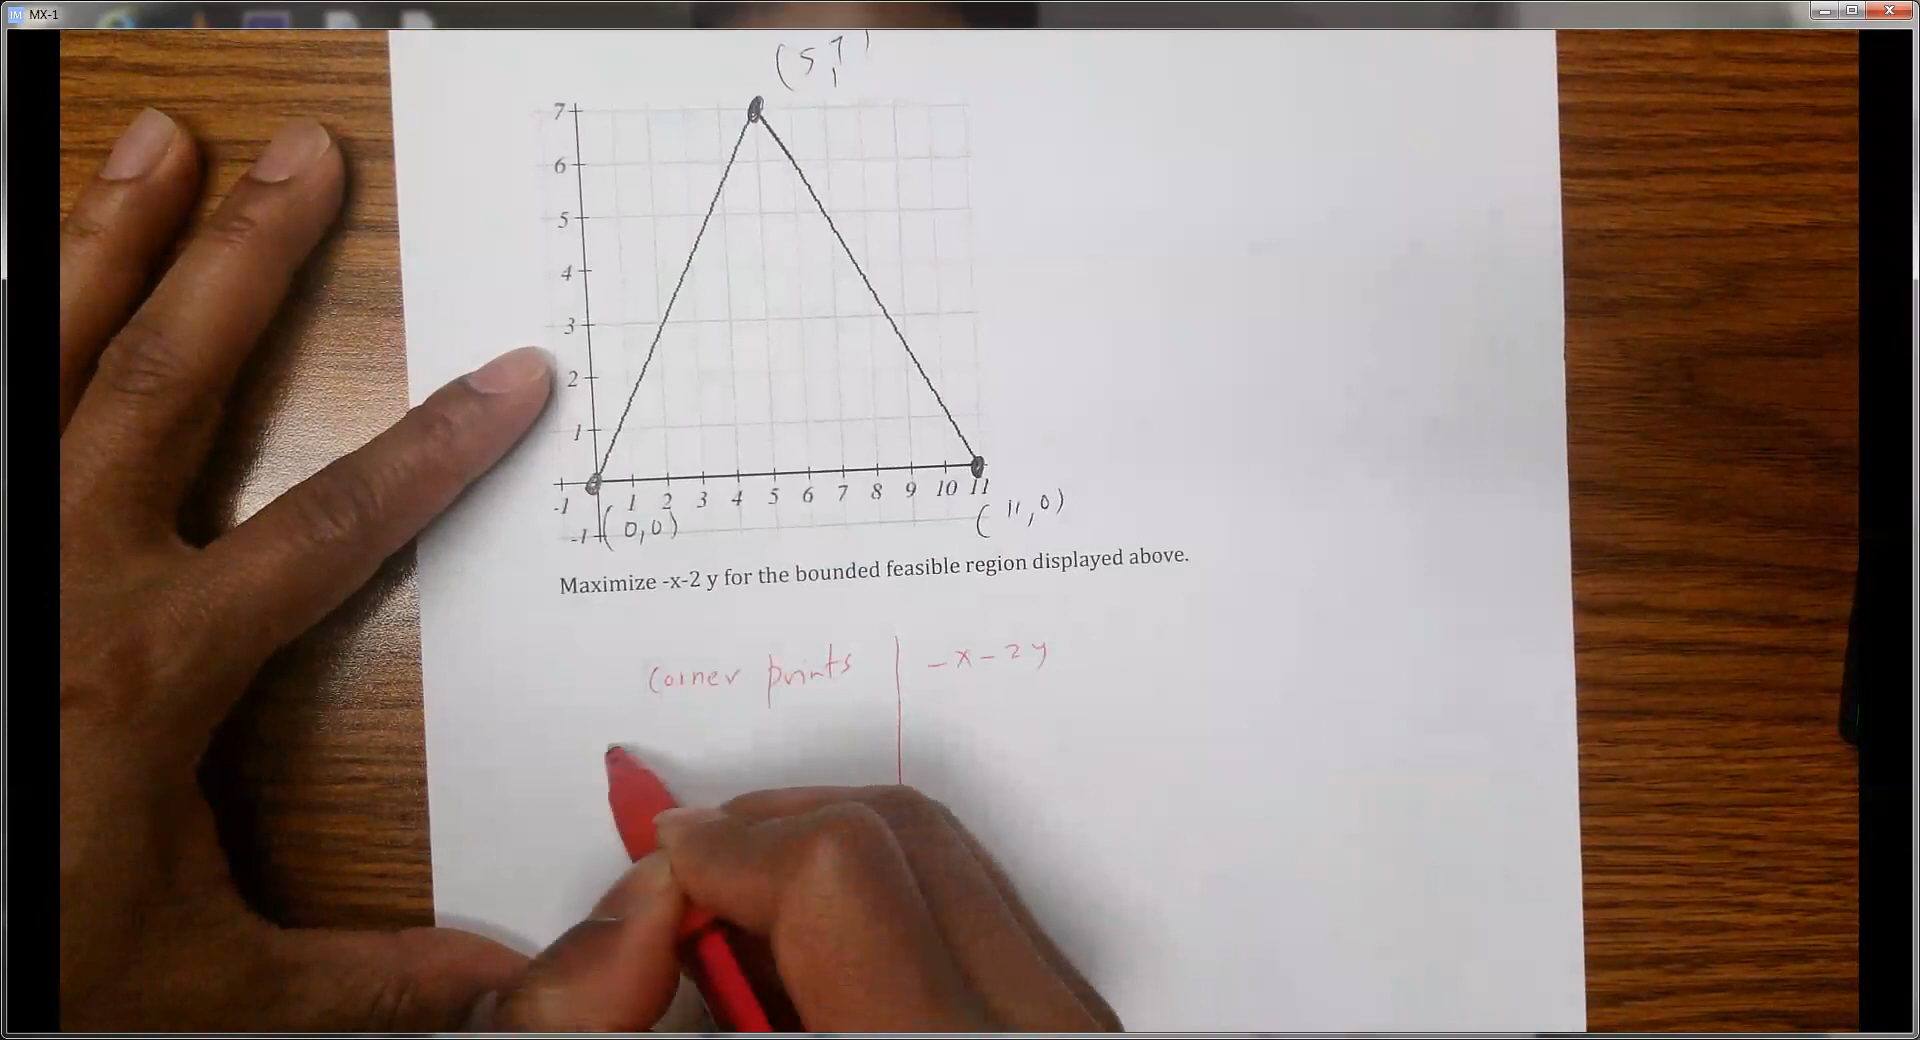 MX-1
(5,7)
7
6
5
4
3
2
1
-1 1 2 3 4 5 6 7 8 9 10 11
-1 (0,0) (11,0)
Maximize -x-2 y for the bounded feasible region displayed above.
Corner points -x-2y